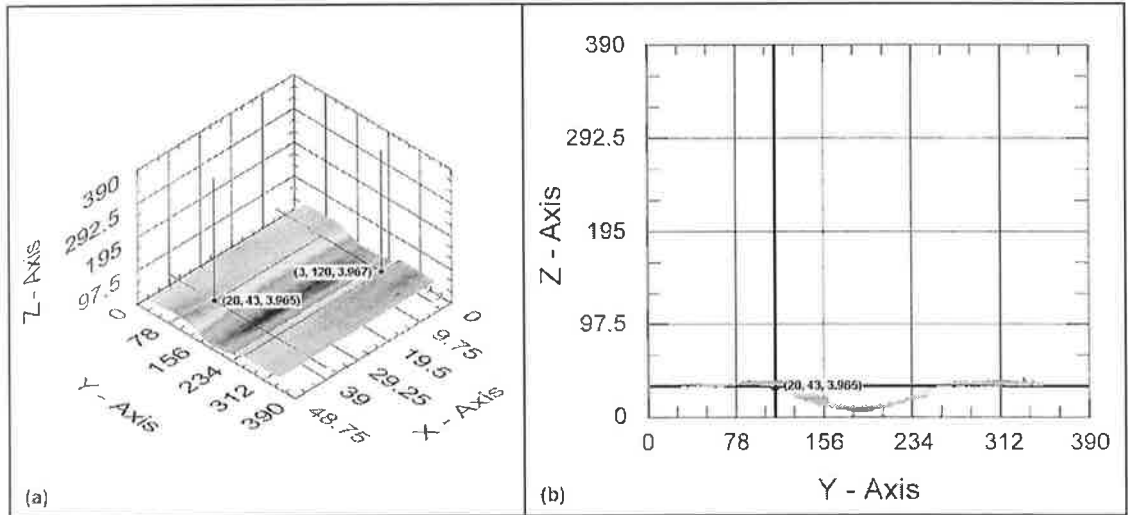 390
292.5
195
97.5
0
Z - Axis
78
156
234
312
390
Y - Axis
0
9.75
19.5
29.25
39
48.75
X - Axis
(3, 120, 3.967)
(20, 43, 3.965)
(a)
390
292.5
195
97.5
0
Z - Axis
(20, 43, 3.965)
0
78
156
234
312
390
Y - Axis
(b)